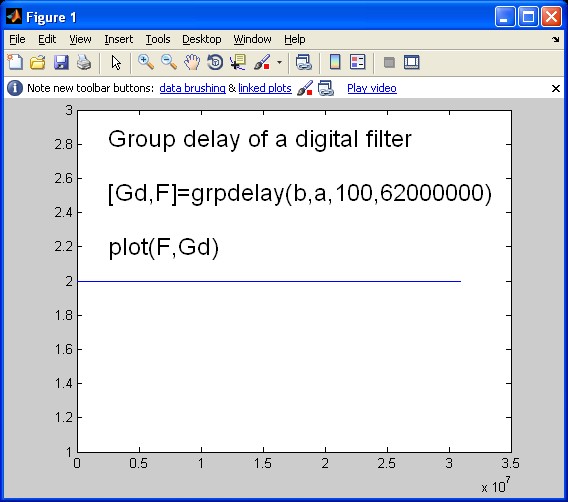 Figure 1
File Edit View Insert Tools Desktop Window Help
Note new toolbar buttons: data brushing & linked plots Play video
3
2.8
2.6
2.4
2.2
2
1.8
1.6
1.4
1.2
1
Group delay of a digital filter
[Gd,F]=grpdelay(b,a,100,62000000)
plot(F,Gd)
0 0.5 1 1.5 2 2.5 3 3.5
x 10^7